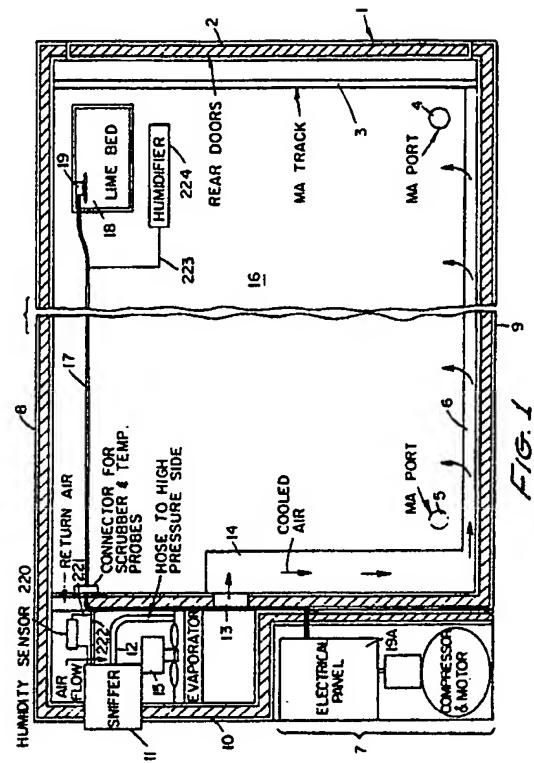 8
HUMIDITY SENSOR 220
RETURN AIR
221
AIR
FLOW
222
12
SNIFFER
15
11
10
CONNECTOR FOR
SCRUBBER & TEMP.
PROBES
HOSE TO HIGH
PRESSURE SIDE
EVAPORATOR
13
14
COOLED
AIR
17
16
19
LIME BED
18
HUMIDIFIER
224
223
REAR DOORS
2
1
MA TRACK
3
MA PORT
4
MA PORT
5
6
ELECTRICAL
PANEL
19A
COMPRESSOR
& MOTOR
7
9
FIG. 1